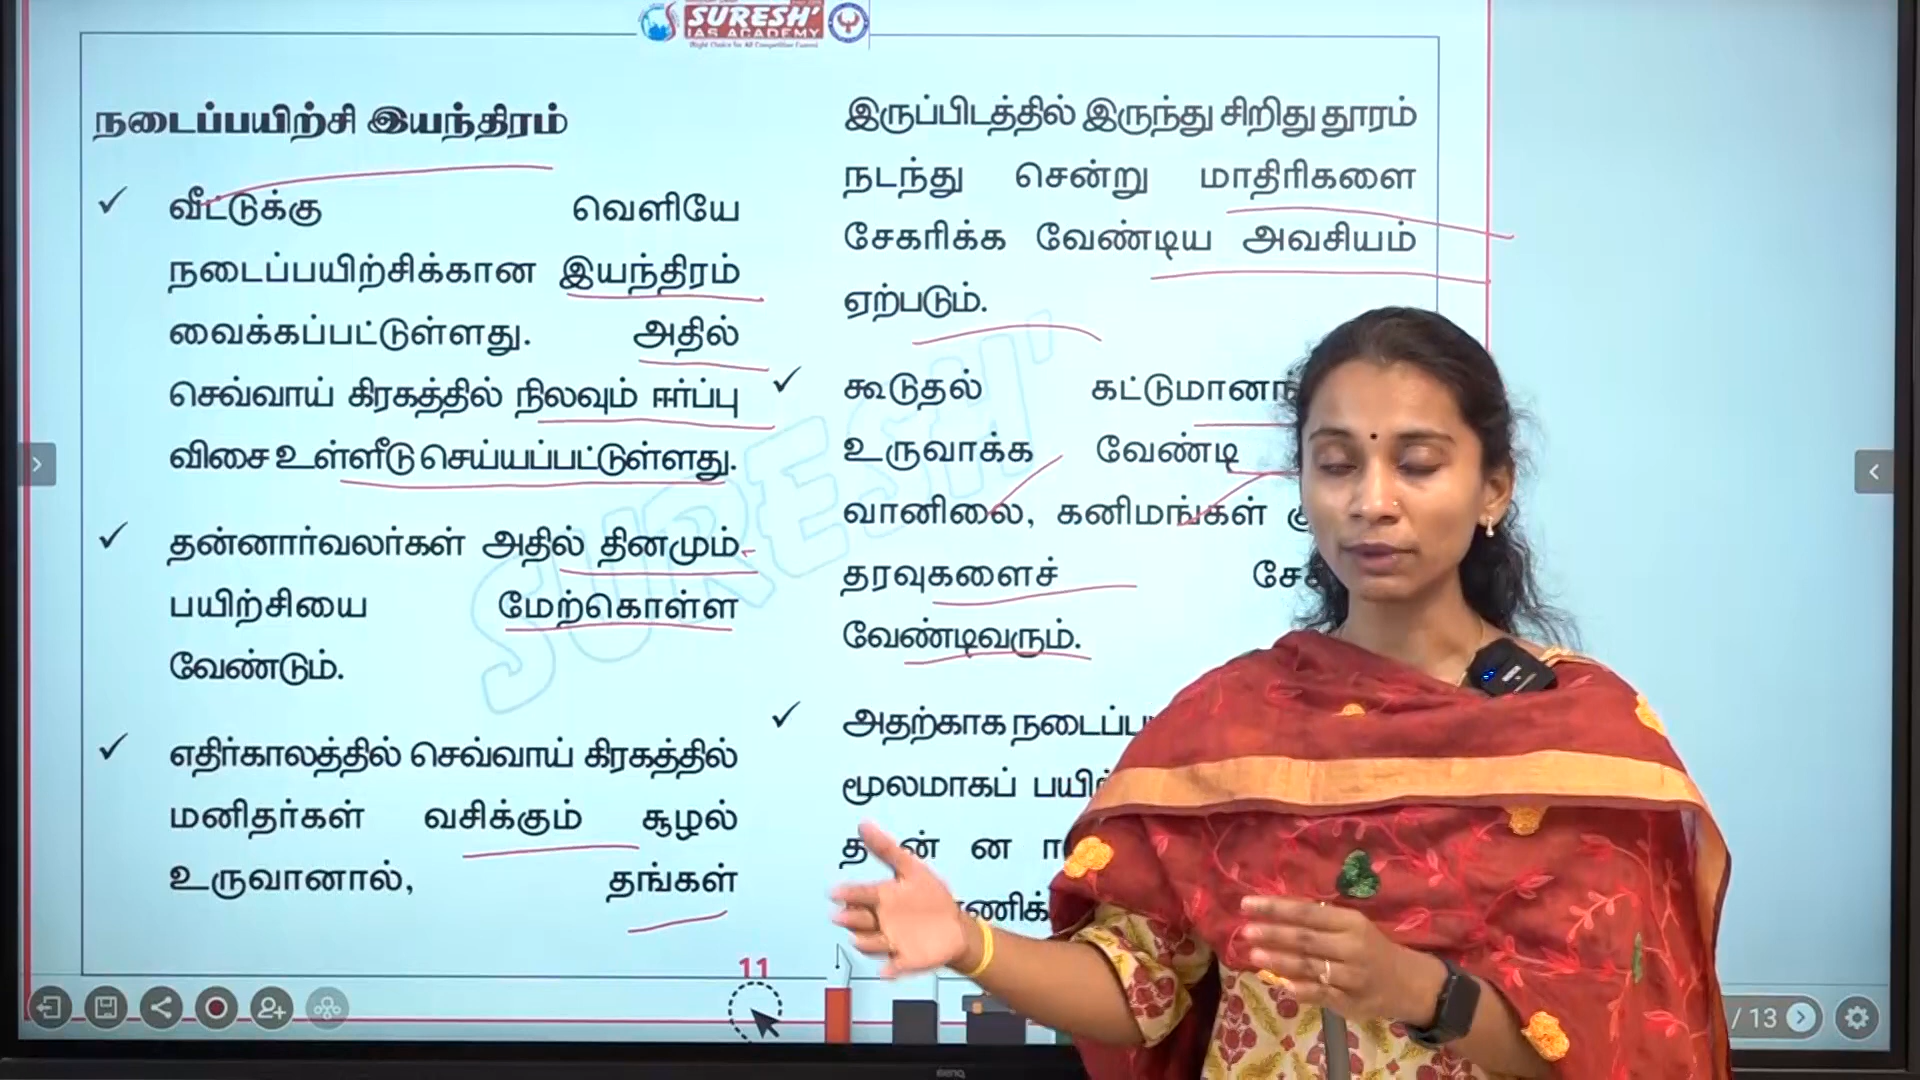 SURESH'
IAS ACADEMY
நடைப்பயிற்சி இயந்திரம்
✓ வீட்டுக்கு வெளியே
நடைப்பயிற்சிக்கான இயந்திரம்
வைக்கப்பட்டுள்ளது. அதில்
செவ்வாய் கிரகத்தில் நிலவும் ஈர்ப்பு
விசை உள்ளீடு செய்யப்பட்டுள்ளது.
✓ தன்னார்வலர்கள் அதில் தினமும்
பயிற்சியை மேற்கொள்ள
வேண்டும்.
✓ எதிர்காலத்தில் செவ்வாய் கிரகத்தில்
மனிதர்கள் வசிக்கும் சூழல்
உருவானால், தங்கள்
இருப்பிடத்தில் இருந்து சிறிது தூரம்
நடந்து சென்று மாதிரிகளை
சேகரிக்க வேண்டிய அவசியம்
ஏற்படும்.
✓ கூடுதல்
உருவாக்க வேண்டி
வானிலை, கனிமங்கள்
தரவுகளைச்
வேண்டிவரும்.
✓ அதற்காக
மூலமாகப்
SURESH'
11
/ 13
BenQ